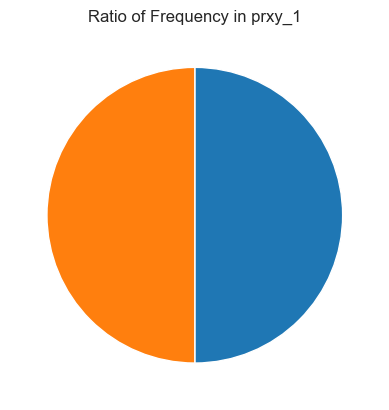 Ratio of Frequency in prxy_1